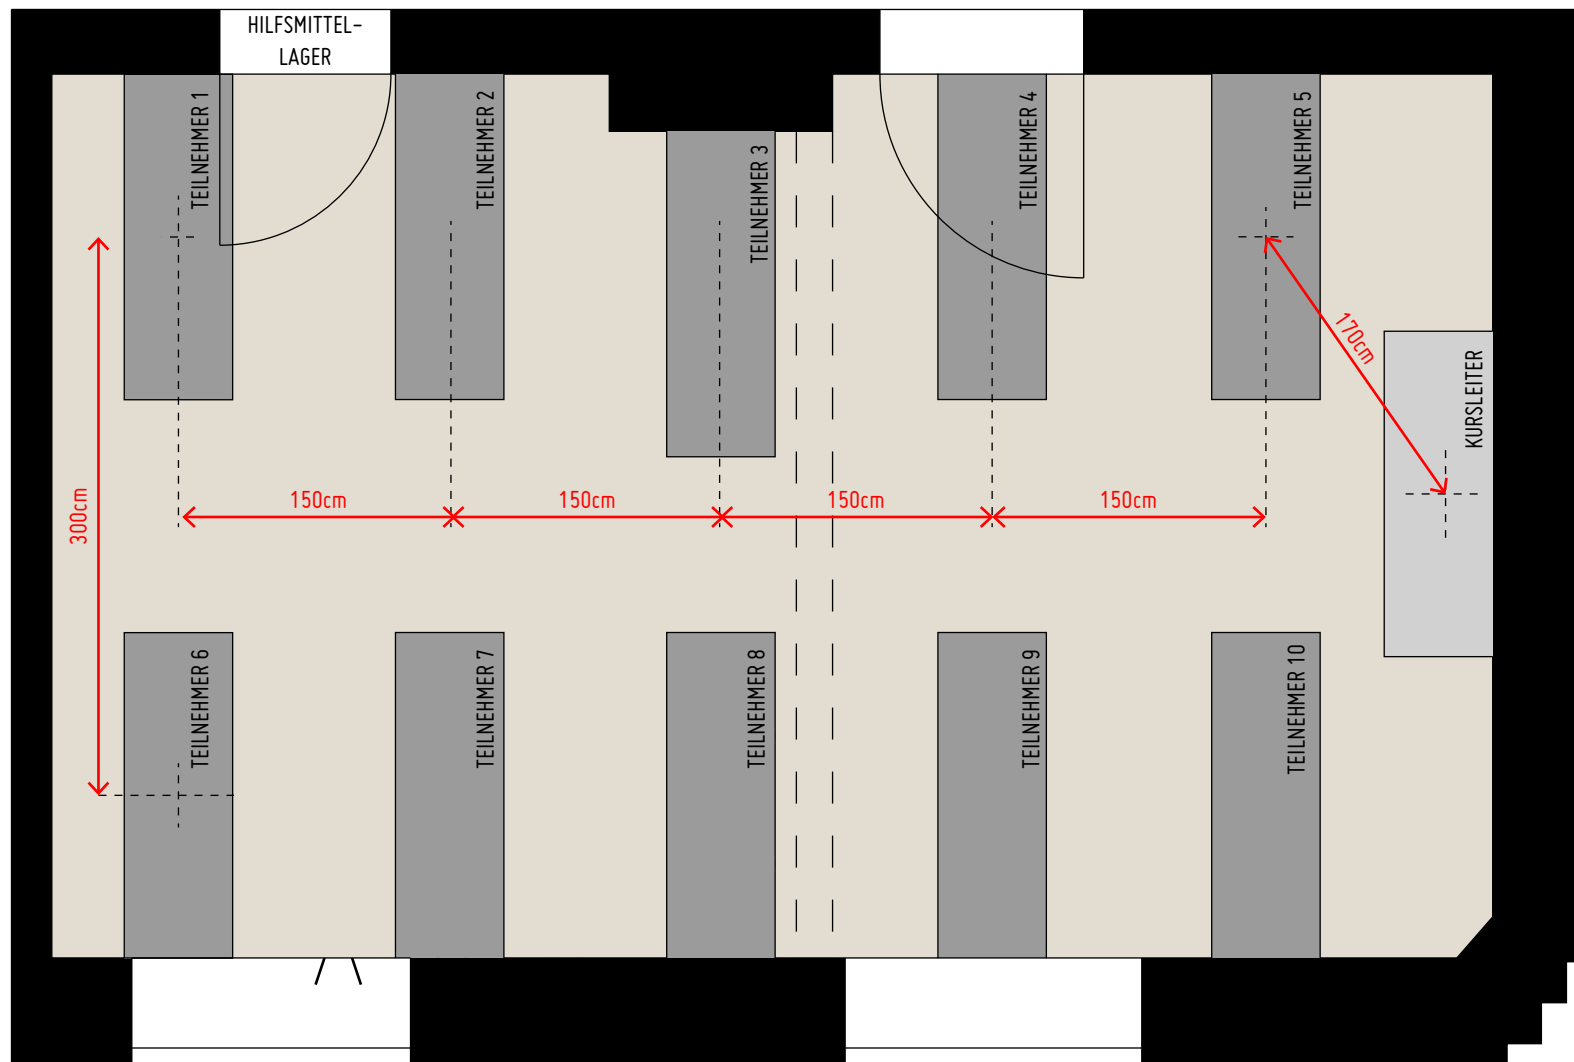 HILFSMITTEL-
LAGER
TEILNEHMER 1
TEILNEHMER 2
TEILNEHMER 3
TEILNEHMER 4
TEILNEHMER 5
170cm
KURSLEITER
300cm
150cm
150cm
150cm
150cm
TEILNEHMER 6
TEILNEHMER 7
TEILNEHMER 8
TEILNEHMER 9
TEILNEHMER 10